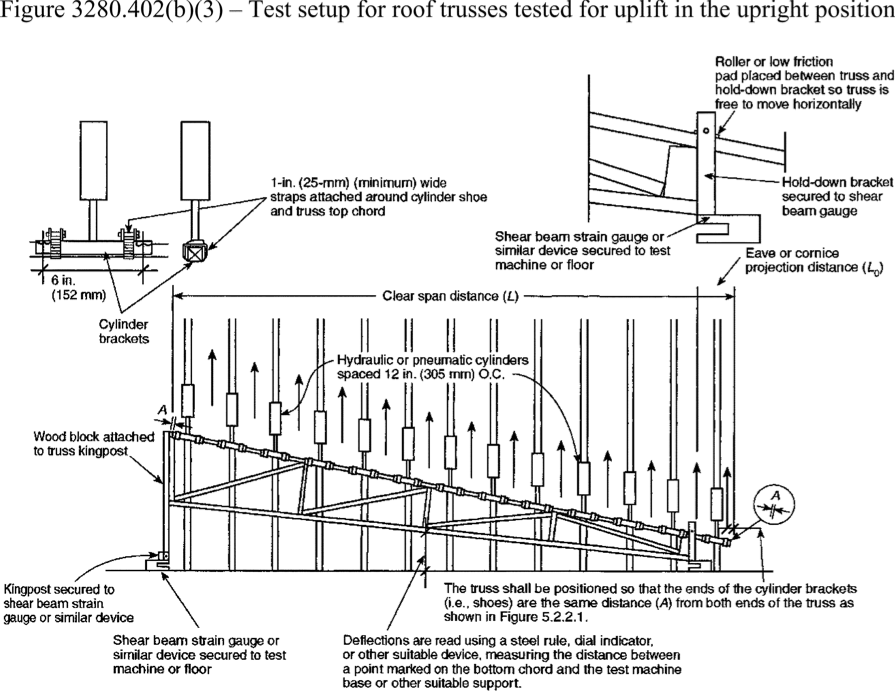 Figure 3280.402(b)(3) – Test setup for roof trusses tested for uplift in the upright position
Roller or low friction
pad placed between truss and
hold-down bracket so truss is
free to move horizontally
1-in. (25-mm) (minimum) wide
straps attached around cylinder shoe
and truss top chord
Hold-down bracket
secured to shear
beam gauge
Shear beam strain gauge or
similar device secured to test
machine or floor
Eave or cornice
projection distance (L₀)
6 in.
(152 mm)
Clear span distance (L)
Cylinder
brackets
Hydraulic or pneumatic cylinders
spaced 12 in. (305 mm) O.C.
A
Wood block attached
to truss kingpost
A
Kingpost secured to
shear beam strain
gauge or similar device
The truss shall be positioned so that the ends of the cylinder brackets
(i.e., shoes) are the same distance (A) from both ends of the truss as
shown in Figure 5.2.2.1.
Shear beam strain gauge or
similar device secured to test
machine or floor
Deflections are read using a steel rule, dial indicator,
or other suitable device, measuring the distance between
a point marked on the bottom chord and the test machine
base or other suitable support.